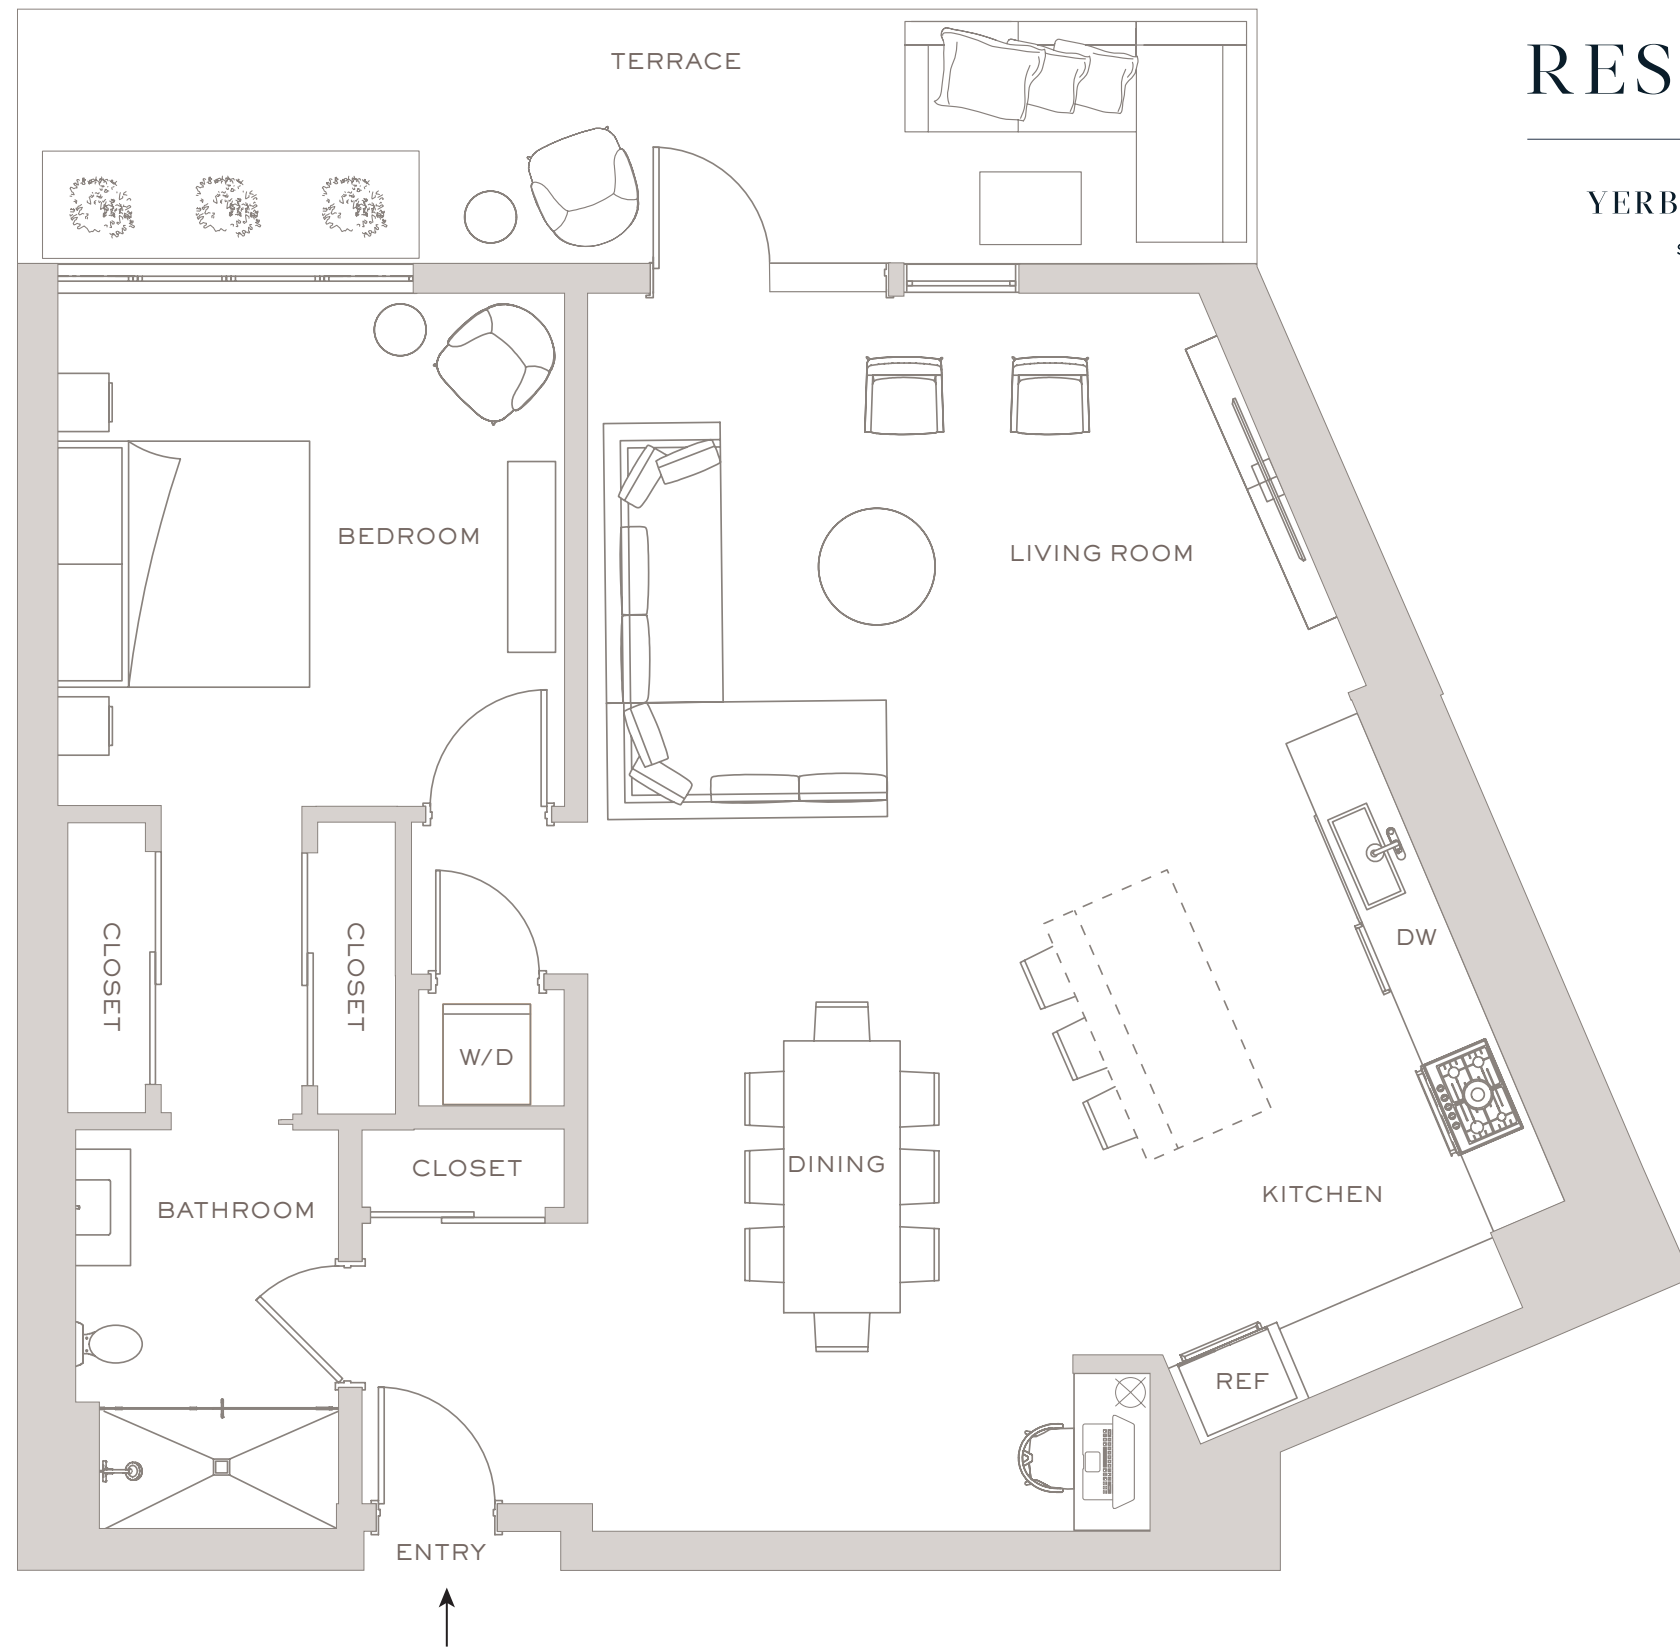 TERRACE
RES
YERB
S
BEDROOM
LIVING ROOM
CLOSET
CLOSET
DW
W/D
DINING
CLOSET
KITCHEN
BATHROOM
REF
ENTRY